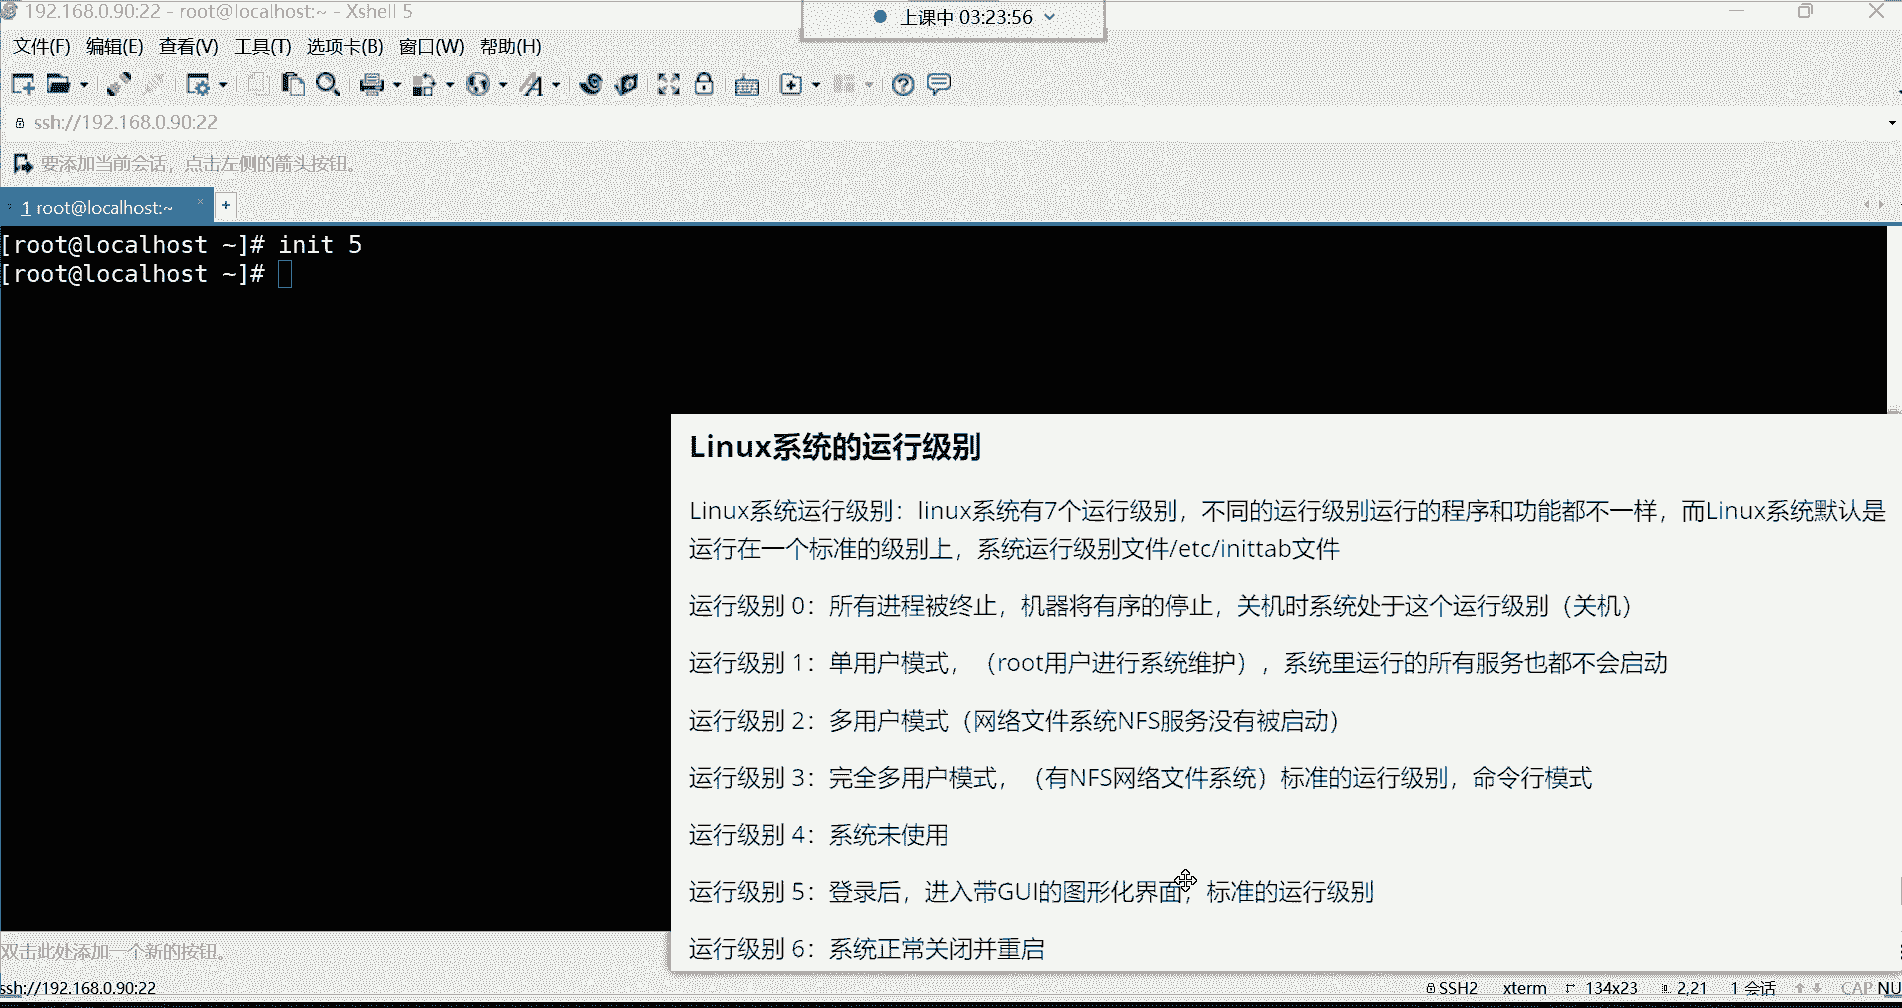 192.168.0.90:22 - root@localhost:~ - Xshell 5
上课中 03:23:56
文件(F) 编辑(E) 查看(V) 工具(T) 选项卡(B) 窗口(W) 帮助(H)
ssh://192.168.0.90:22
要添加当前会话，点击左侧的箭头按钮。
1 root@localhost:~
[root@localhost ~]# init 5
[root@localhost ~]#
Linux系统的运行级别
Linux系统运行级别：linux系统有7个运行级别，不同的运行级别运行的程序和功能都不一样，而Linux系统默认是
运行在一个标准的级别上，系统运行级别文件/etc/inittab文件
运行级别 0：所有进程被终止，机器将有序的停止，关机时系统处于这个运行级别（关机）
运行级别 1：单用户模式，（root用户进行系统维护），系统里运行的所有服务也都不会启动
运行级别 2：多用户模式（网络文件系统NFS服务没有被启动）
运行级别 3：完全多用户模式，（有NFS网络文件系统）标准的运行级别，命令行模式
运行级别 4：系统未使用
运行级别 5：登录后，进入带GUI的图形化界面，标准的运行级别
运行级别 6：系统正常关闭并重启
双击此处添加一个新的按钮。
ssh://192.168.0.90:22 SSH2 xterm 134x23 2,21 1 会话 CAP NU